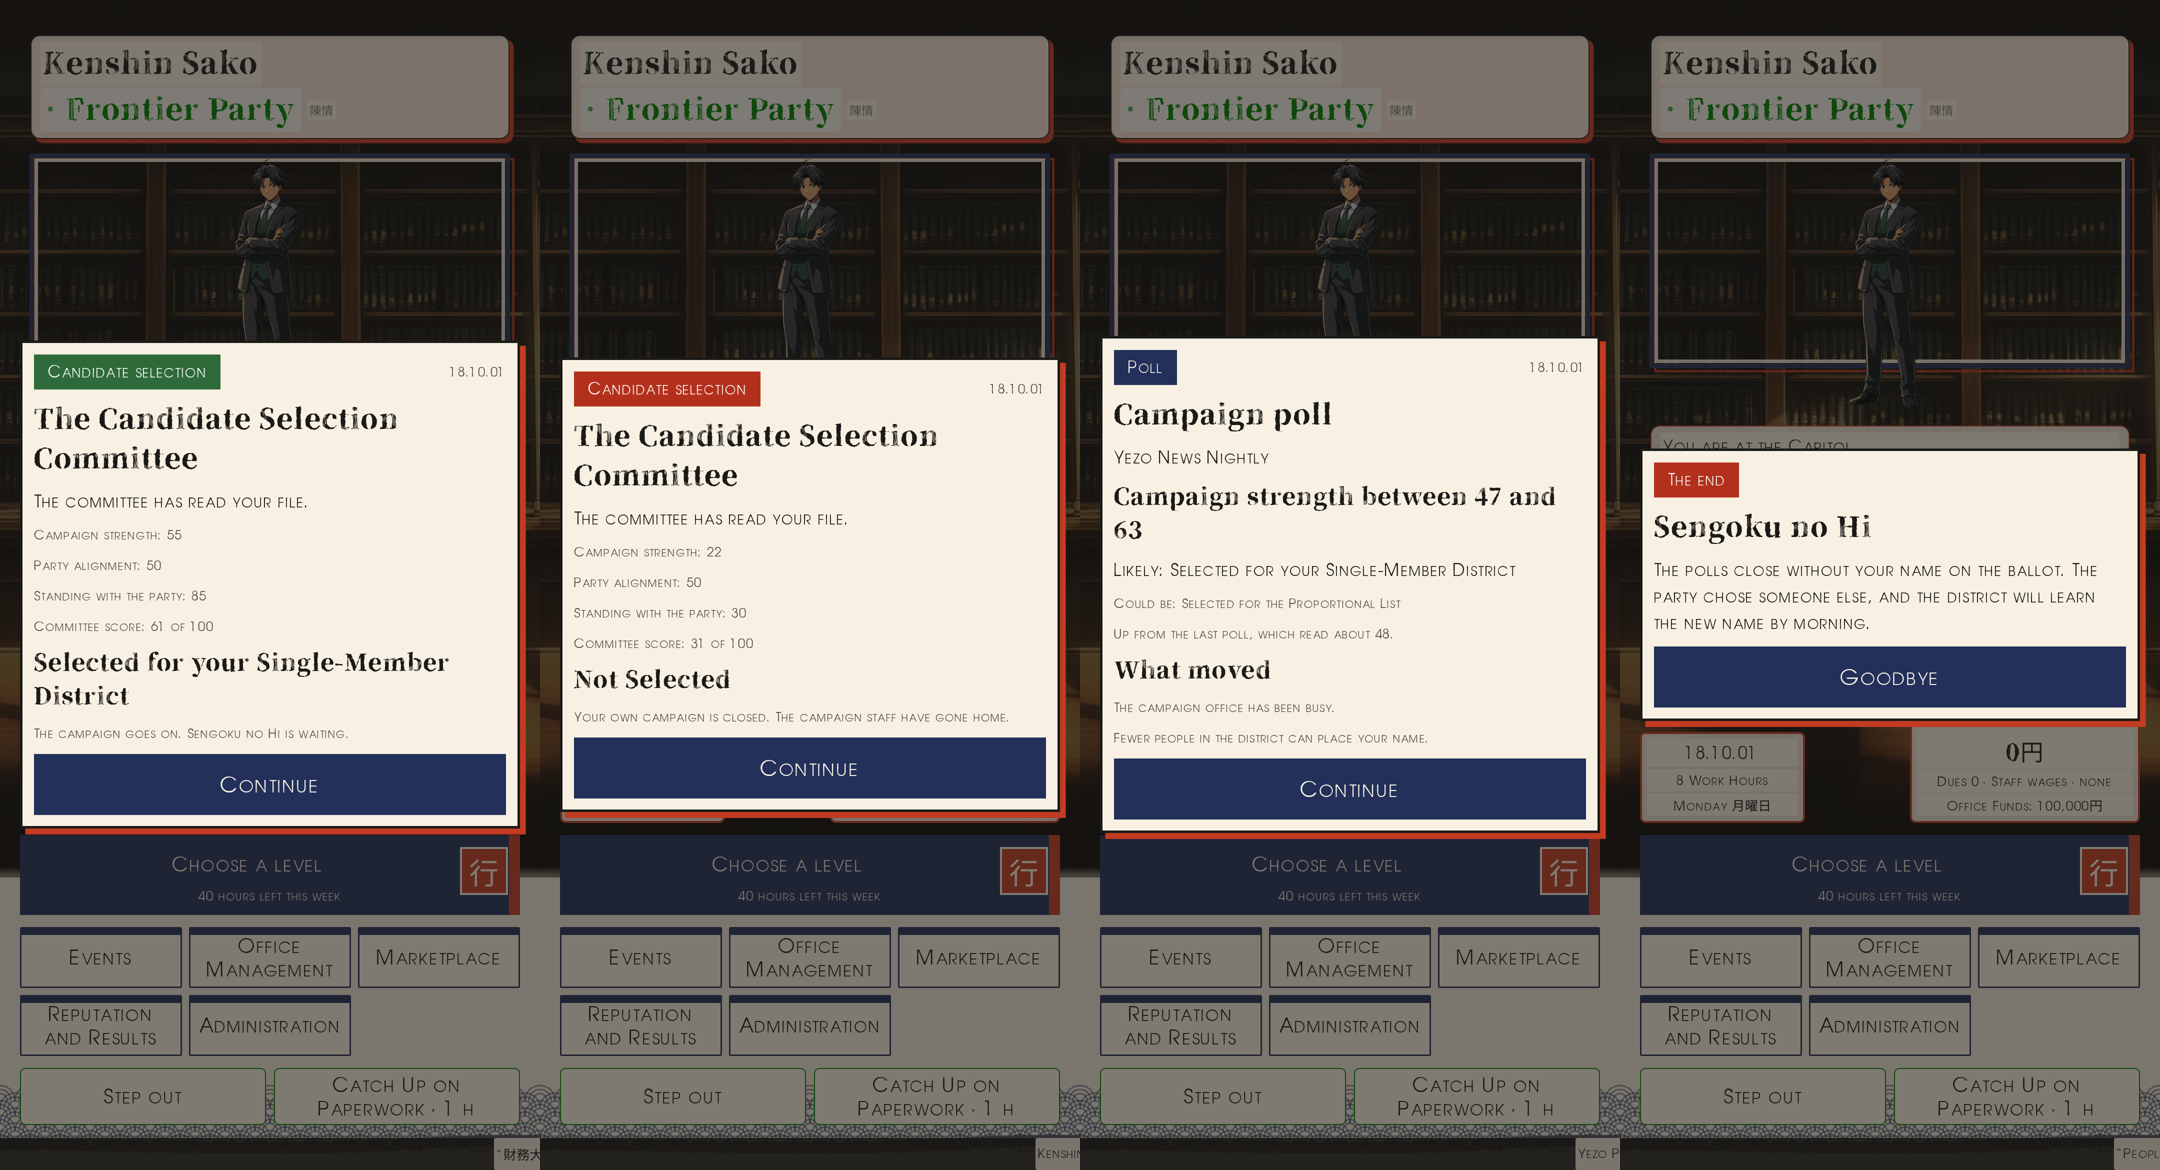 Kenshin Sako
• Frontier Party 陳情
Candidate selection
18.10.01
The Candidate Selection
Committee
The committee has read your file.
Campaign strength: 55
Party alignment: 50
Standing with the party: 85
Committee score: 61 of 100
Selected for your Single-Member
District
The campaign goes on. Sengoku no Hi is waiting.
Continue
Choose a level
40 hours left this week
行
Events
Office
Management
Marketplace
Reputation
and Results
Administration
Step out
Catch Up on
Paperwork · 1 h
"財務大
Kenshin Sako
• Frontier Party 陳情
Candidate selection
18.10.01
The Candidate Selection
Committee
The committee has read your file.
Campaign strength: 22
Party alignment: 50
Standing with the party: 30
Committee score: 31 of 100
Not Selected
Your own campaign is closed. The campaign staff have gone home.
Continue
Choose a level
40 hours left this week
行
Events
Office
Management
Marketplace
Reputation
and Results
Administration
Step out
Catch Up on
Paperwork · 1 h
Kenshin
Kenshin Sako
• Frontier Party 陳情
Poll
18.10.01
Campaign poll
Yezo News Nightly
Campaign strength between 47 and
63
Likely: Selected for your Single-Member District
Could be: Selected for the Proportional List
Up from the last poll, which read about 48.
What moved
The campaign office has been busy.
Fewer people in the district can place your name.
Continue
Choose a level
40 hours left this week
行
Events
Office
Management
Marketplace
Reputation
and Results
Administration
Step out
Catch Up on
Paperwork · 1 h
Yezo P
Kenshin Sako
• Frontier Party 陳情
You are at the Capitol
The end
Sengoku no Hi
The polls close without your name on the ballot. The
party chose someone else, and the district will learn
the new name by morning.
Goodbye
18.10.01
8 Work Hours
Monday 月曜日
0円
Dues 0 · Staff wages · none
Office Funds: 100,000円
Choose a level
40 hours left this week
行
Events
Office
Management
Marketplace
Reputation
and Results
Administration
Step out
Catch Up on
Paperwork · 1 h
"Peopl